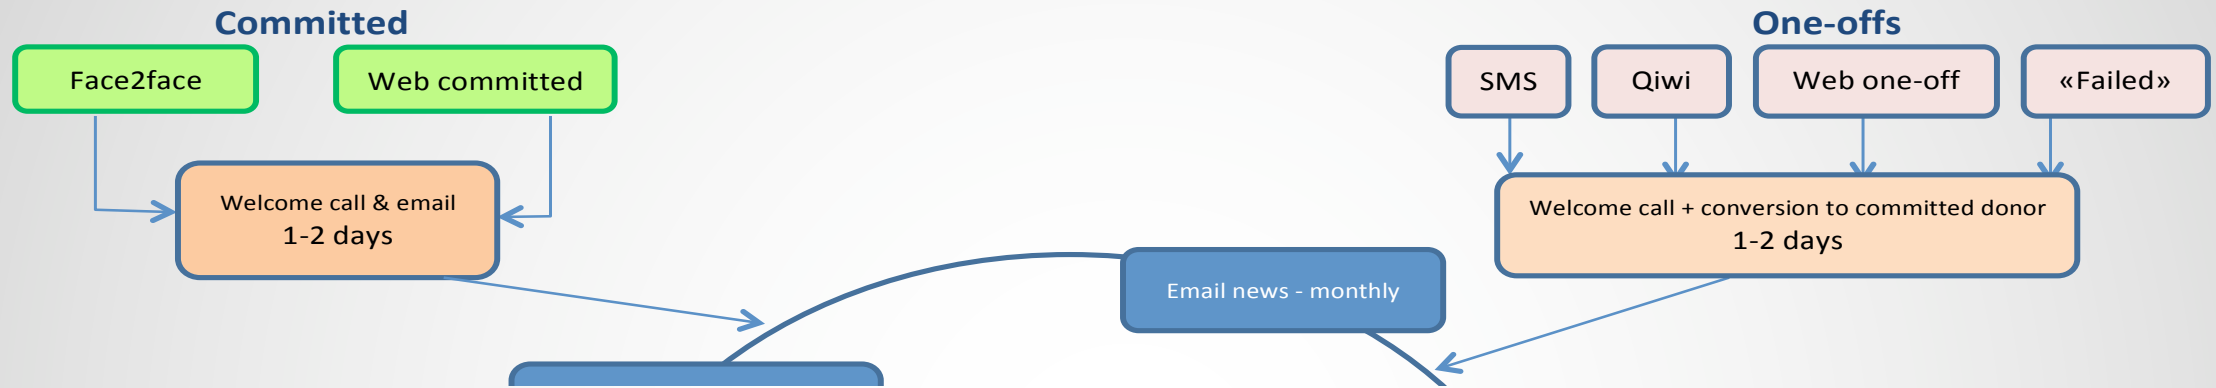 Committed
One-offs
Face2face
Web committed
SMS
Qiwi
Web one-off
«Failed»
Welcome call & email
1-2 days
Welcome call + conversion to committed donor
1-2 days
Email news - monthly